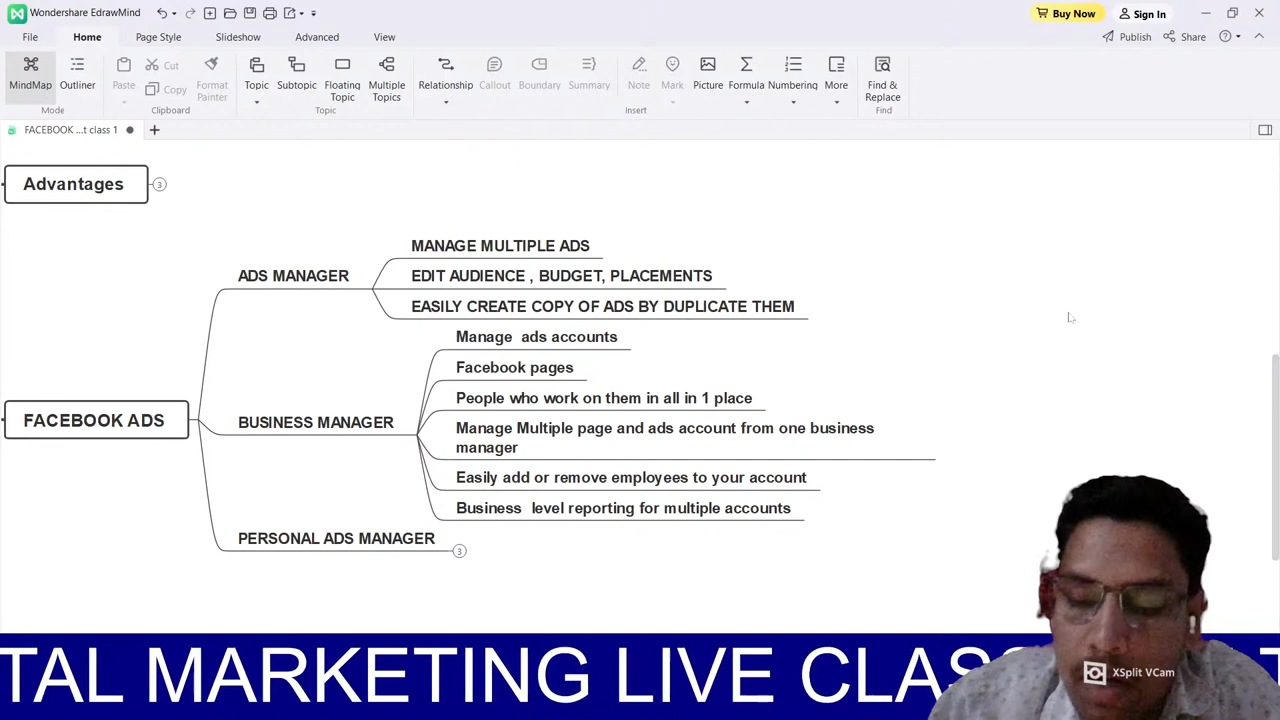 Wondershare EdrawMind
Buy Now
Sign In
File Home Page Style Slideshow Advanced View
Publish Share
MindMap Outliner Paste Cut Copy Format Painter Topic Subtopic Floating Topic Multiple Topics Relationship Callout Boundary Summary Note Mark Picture Formula Numbering More Find & Replace
Mode Clipboard Topic Insert Find
FACEBOOK ...t class 1
Advantages 3
MANAGE MULTIPLE ADS
ADS MANAGER
EDIT AUDIENCE , BUDGET, PLACEMENTS
EASILY CREATE COPY OF ADS BY DUPLICATE THEM
Manage ads accounts
Facebook pages
People who work on them in all in 1 place
FACEBOOK ADS
BUSINESS MANAGER
Manage Multiple page and ads account from one business
manager
Easily add or remove employees to your account
Business level reporting for multiple accounts
PERSONAL ADS MANAGER 3
TAL MARKETING LIVE CLAS
XSplit VCam